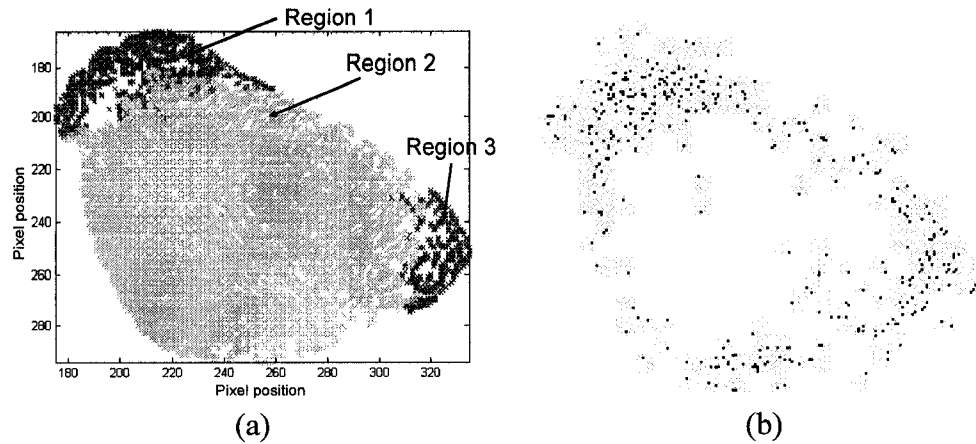 Region 1
Region 2
Region 3
180
200
220
240
260
280
Pixel position
180 200 220 240 260 280 300 320
Pixel position
(a)
(b)